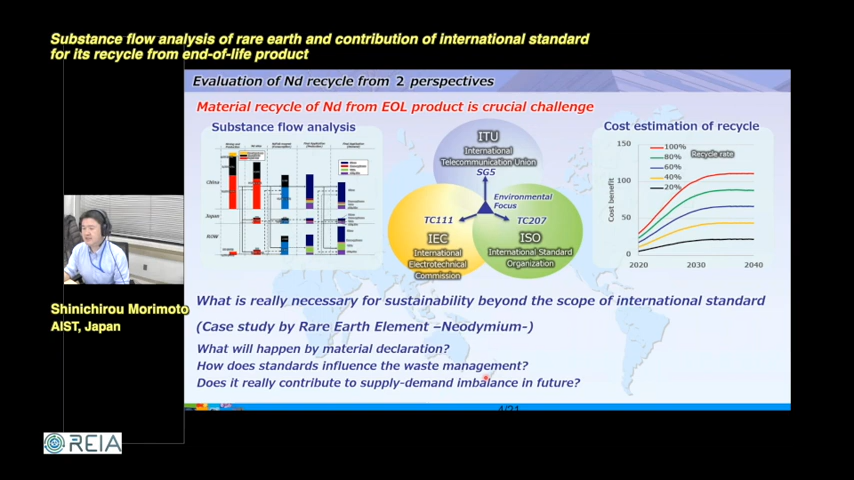 Substance flow analysis of rare earth and contribution of international standard
for its recycle from end-of-life product
Evaluation of Nd recycle from 2 perspectives
Material recycle of Nd from EOL product is crucial challenge
Substance flow analysis
China
Japan
ROW
ITU
International
Telecommunication Union
SG5
Environmental
Focus
TC111
TC207
IEC
International
Electrotechnical
Commission
ISO
International Standard
Organization
Cost estimation of recycle
150
100
50
0
Cost benefit
100%
80%
60%
40%
20%
Recycle rate
2020
2030
2040
Shinichirou Morimoto
AIST, Japan
What is really necessary for sustainability beyond the scope of international standard
(Case study by Rare Earth Element –Neodymium-)
What will happen by material declaration?
How does standards influence the waste management?
Does it really contribute to supply-demand imbalance in future?
4/21
REIA